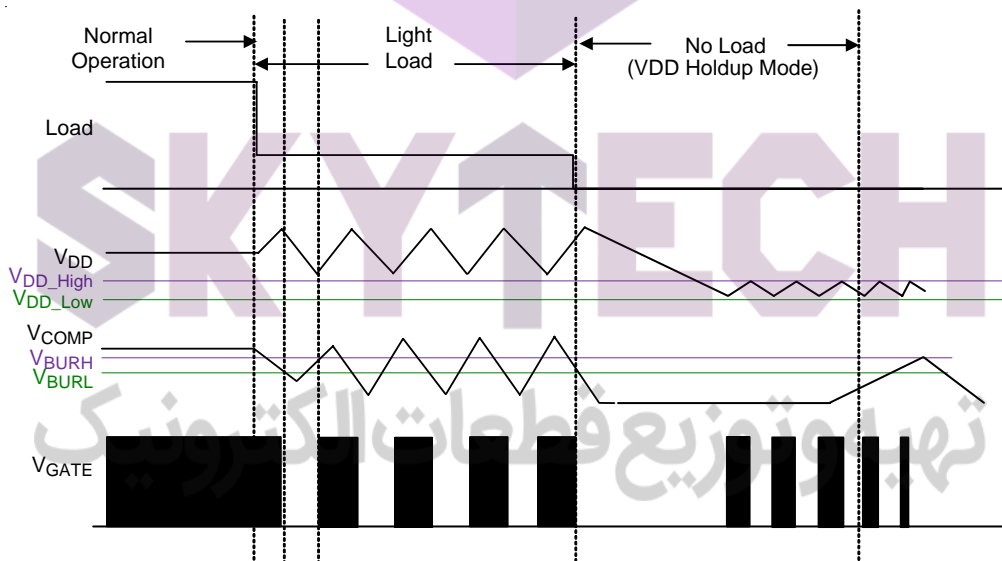 Normal
Operation
Light
Load
No Load
(VDD Holdup Mode)
Load
SKYTECH
VDD
VDD_High
VDD_Low
VCOMP
VBURH
VBURL
تهیه و توزیع قطعات الکترونیک
VGATE